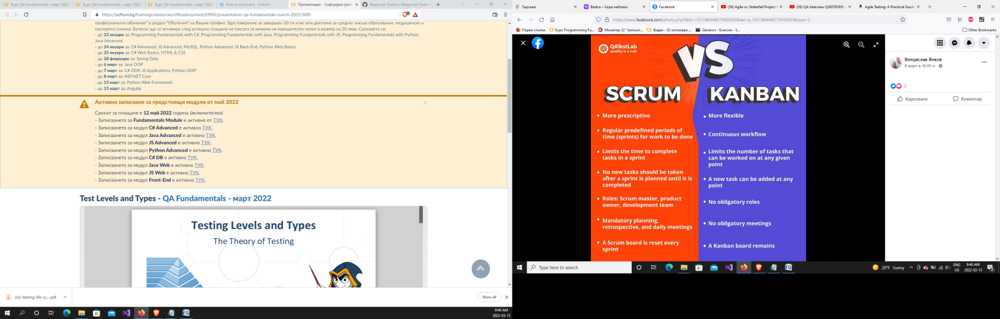 Курс QA Fundamentals - март 2022
Курс QA Fundamentals - март 2022
Курс QA Fundamentals - март 2022
Вход в системата - SoftUni
Презентация - Софтуерен уни
Blagovest-Todorov (Blagovest Todor
https://softuni.bg/trainings/resources/officedocument/69992/presentation-qa-fundamentals-march-2022/3685
професионално обучение" в раздел "Обучения" на Вашия профил: Удостоверение за завършен 10-ти клас или диплома за средно/ висше образование, медицинско и
паспортна снимка. Бутонът ще се активира след успешно плащане на таксата за явяване на повишителен изпит в размер на 20 лева. Сроковете са:
- до 23 януари за: Programming Fundamentals with C#, Programming Fundamentals with Java, Programming Fundamentals with JS, Programming Fundamentals with Python,
Java Advanced
- до 24 януари за: C# Advanced, JS Advanced, MySQL, Python Advanced, JS Back-End, Python Web Basics
- до 25 януари за: C# Web Basics, HTML & CSS
- до 28 февруари за: Spring Data
- до 6 март за: Java OOP
- до 7 март за: C# OOP, JS Applications, Python OOP
- до 8 март за: ASP.NET Core
- до 13 март за: Python Web Framework
- до 15 март за: Angular
Активно записване за предстоящи модули от май 2022
Срокът за плащане е 12 май 2022 година (включително).
- Записването за Fundamentals Module е активно от ТУК.
- Записването за модул C# Advanced е активно ТУК.
- Записването за модул Java Advanced е активно ТУК.
- Записването за модул JS Advanced е активно ТУК.
- Записването за модул Python Advanced е активно ТУК.
- Записването за модул C# DB е активно ТУК.
- Записването за модул Java Web е активно ТУК.
- Записването за модул JS Web е активно ТУК.
- Записването за модул Front-End е активно ТУК.
Test Levels and Types - QA Fundamentals - март 2022
Testing Levels and Types
The Theory of Testing
s02-testing-life-cy....pdf
Show all
9:40 AM
2022-03-13
Търсене
Badoo – Хора наблизо
Facebook
(59) Agile vs. Waterfall Project
(59) QA Interview QUESTIONS -
Agile Testing: A Practical Guide
https://www.facebook.com/photo.php?fbid=10218644827065052&set=p.10218644827065052&type=3
Първи стъпки
Курс Programming Fu...
Монитор 22" Samsun...
Видео - 02 октомври ...
Generics - Exercise - S...
Other Bookmarks
QATestLab
quality is a rule
VS
SCRUM
KANBAN
• More prescriptive
• Regular predefined periods of
time (sprints) for work to be done
• Limits the time to complete
tasks in a sprint
• No new tasks should be taken
after a sprint is planned until it is
completed
• Roles: Scrum master, product
owner, development team
• Mandatory planning,
retrospective, and daily meetings
• A Scrum board is reset every
sprint
• More flexible
• Continuous workflow
• Limits the number of tasks that
can be worked on at any given
point
• A new task can be added at any
point
• No obligatory roles
• No obligatory meetings
• A Kanban board remains
Венцислав Янков
8 март в 16:39 ч. ·
2
Харесване
Коментар
Type here to search
20°F Sunny
ENG
US
9:40 AM
2022-03-13